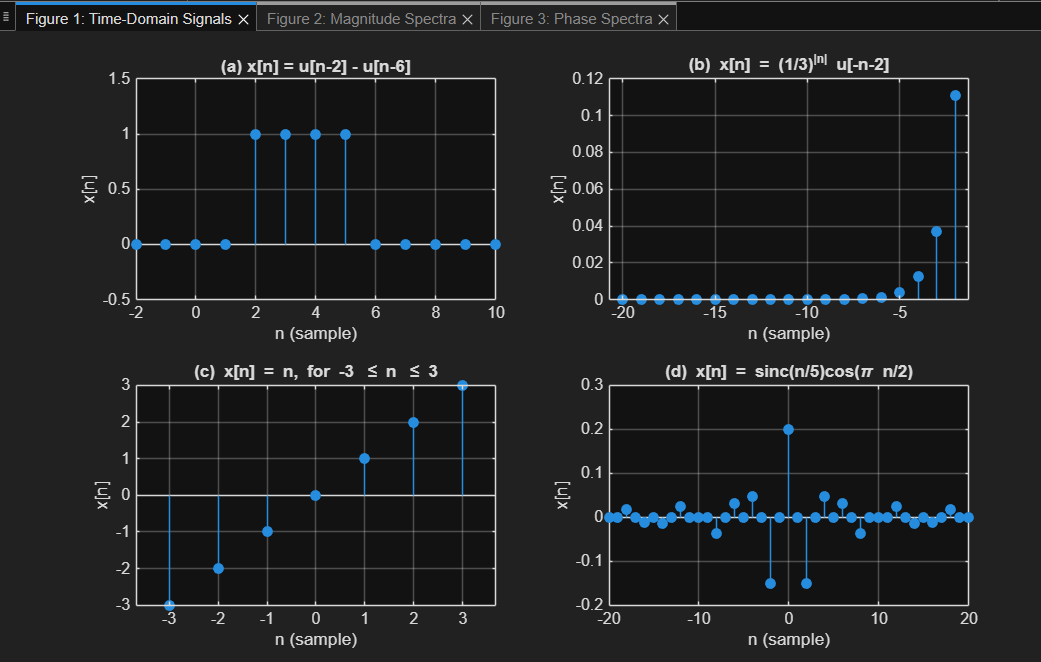 Figure 1: Time-Domain Signals × Figure 2: Magnitude Spectra × Figure 3: Phase Spectra ×
(a) x[n] = u[n-2] - u[n-6]
1.5
1
0.5
0
-0.5
x[n]
-2 0 2 4 6 8 10
n (sample)
(b) x[n] = (1/3)^|n| u[-n-2]
0.12
0.1
0.08
0.06
0.04
0.02
0
x[n]
-20 -15 -10 -5
n (sample)
(c) x[n] = n, for -3 ≤ n ≤ 3
3
2
1
0
-1
-2
-3
x[n]
-3 -2 -1 0 1 2 3
n (sample)
(d) x[n] = sinc(n/5)cos(π n/2)
0.3
0.2
0.1
0
-0.1
-0.2
x[n]
-20 -10 0 10 20
n (sample)